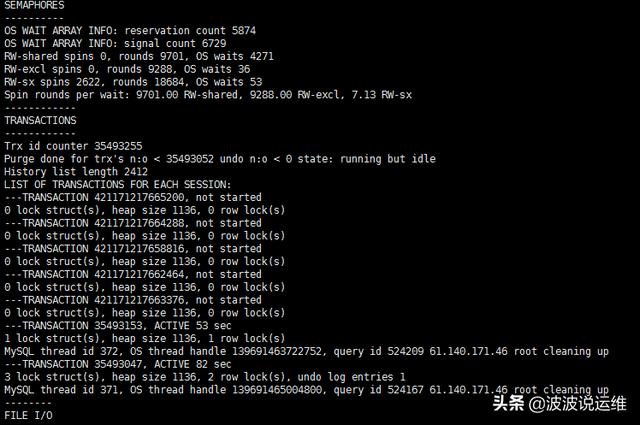 SEMAPHORES
----------
OS WAIT ARRAY INFO: reservation count 5874
OS WAIT ARRAY INFO: signal count 6729
RW-shared spins 0, rounds 9701, OS waits 4271
RW-excl spins 0, rounds 9288, OS waits 36
RW-sx spins 2622, rounds 18684, OS waits 53
Spin rounds per wait: 9701.00 RW-shared, 9288.00 RW-excl, 7.13 RW-sx
------------
TRANSACTIONS
------------
Trx id counter 35493255
Purge done for trx's n:o < 35493052 undo n:o < 0 state: running but idle
History list length 2412
LIST OF TRANSACTIONS FOR EACH SESSION:
---TRANSACTION 421171217665200, not started
0 lock struct(s), heap size 1136, 0 row lock(s)
---TRANSACTION 421171217664288, not started
0 lock struct(s), heap size 1136, 0 row lock(s)
---TRANSACTION 421171217658816, not started
0 lock struct(s), heap size 1136, 0 row lock(s)
---TRANSACTION 421171217662464, not started
0 lock struct(s), heap size 1136, 0 row lock(s)
---TRANSACTION 421171217663376, not started
0 lock struct(s), heap size 1136, 0 row lock(s)
---TRANSACTION 35493153, ACTIVE 53 sec
1 lock struct(s), heap size 1136, 1 row lock(s)
MySQL thread id 372, OS thread handle 139691463722752, query id 524209 61.140.171.46 root cleaning up
---TRANSACTION 35493047, ACTIVE 82 sec
3 lock struct(s), heap size 1136, 2 row lock(s), undo log entries 1
MySQL thread id 371, OS thread handle 139691465004800, query id 524167 61.140.171.46 root cleaning up
--------
FILE I/O
头条 @波波说运维